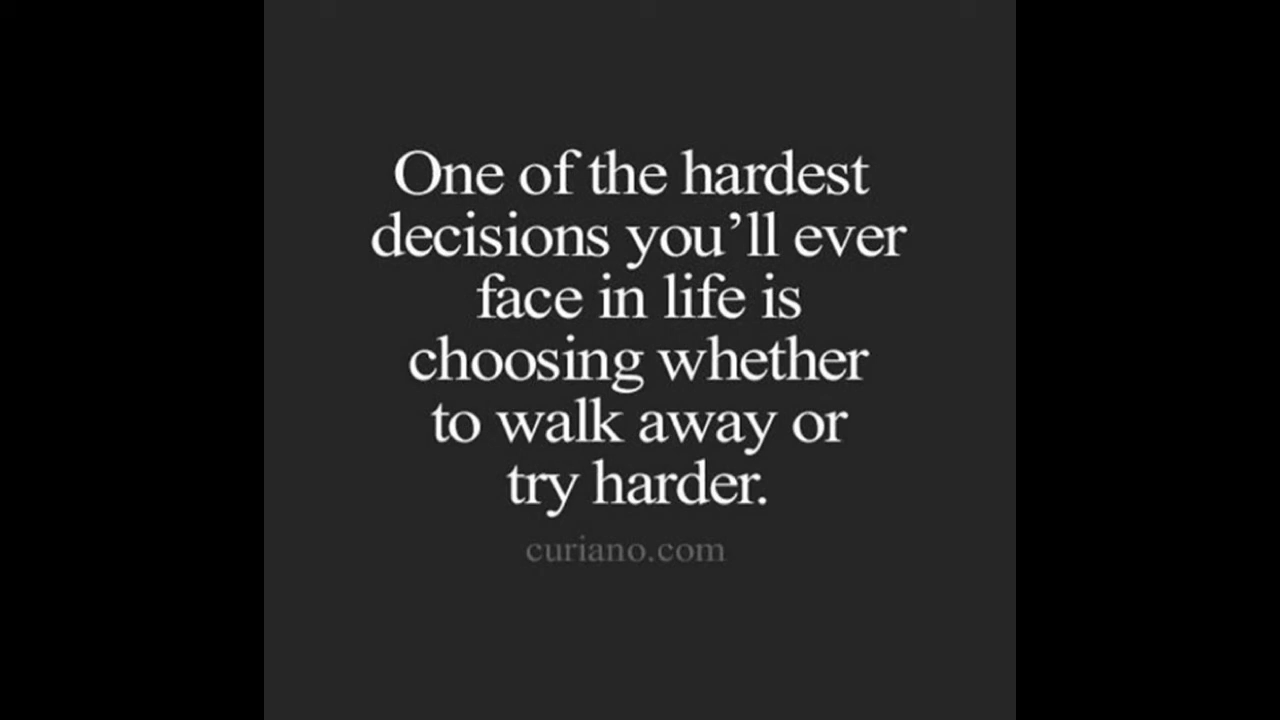 One of the hardest
decisions you’ll ever
face in life is
choosing whether
to walk away or
try harder.
curiano.com